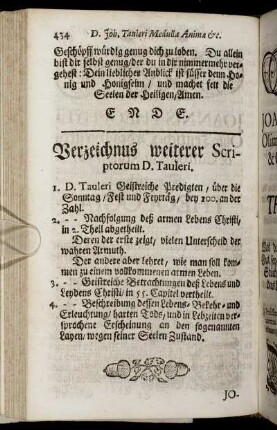 434 D. Joh. Tauleri Medulla Animæ &c.
Geschöpff würdig genug dich zu loben. Du allein
bist dir selbst genug/der du in dir nimmermehr ver-
gehest: Dein lieblicher Anblick ist süsser denn Ho-
nig und Honigseim / und machet satt die
Seelen der Heiligen/Amen.
E N D E.
Verzeichnus weiterer Scri-
ptorum D. Tauleri.
1. D. Tauleri Geistreiche Predigten / über die
Sonntag/Fest und Feyrtäg/ bey 200. an der
Zahl.
2. - - Nachfolgung deß armen Lebens Christi/
in 2. Theil abgetheilt.
Deren der erste zeigt/ vielen Unterscheid der
wahren Armuth.
Der andere aber lehret/ wie man soll kom-
men zu einem vollkommenen armen Leben.
3. - - Geistreiche Betrachtungen deß Lebens und
Leydens Christi/ in 55. Capitel vertheilt.
4. - - Beschreibung dessen Lebens- Bekehr- und
Erleuchtung/ harten Tods/ und in Lebzeiten ver-
sprochene Erscheinung an den sogenannten
Layen/ wegen seiner Seelen Zustand.
JO-